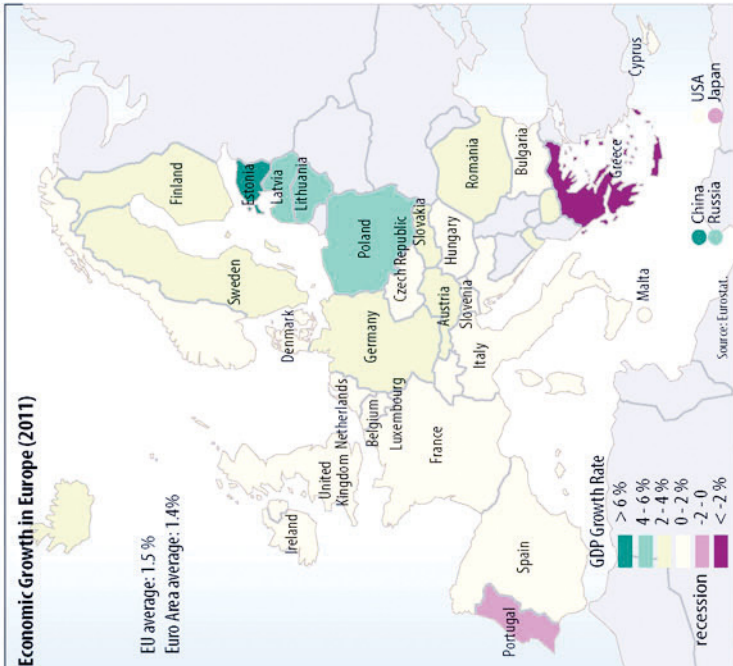 Economic Growth in Europe (2011)
EU average: 1.5 %
Euro Area average: 1.4%
Finland
Sweden
Estonia
Latvia
Lithuania
Denmark
Ireland
United
Kingdom
Netherlands
Belgium
Luxembourg
Germany
Poland
Czech Republic
Slovakia
Austria
Hungary
Slovenia
Romania
Bulgaria
France
Italy
Spain
Portugal
Greece
Cyprus
Malta
GDP Growth Rate
> 6 %
4 - 6 %
2 - 4 %
0 - 2 %
-2 - 0
< -2 %
recession
China
Russia
USA
Japan
Source: Eurostat.